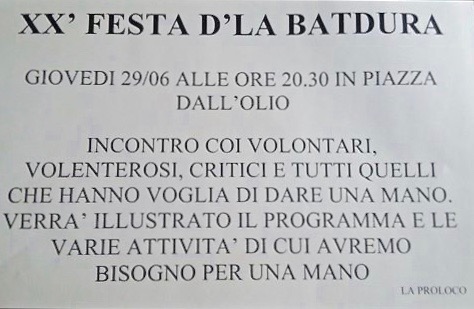 XX' FESTA D'LA BATDURA
GIOVEDI 29/06 ALLE ORE 20.30 IN PIAZZA
DALL'OLIO
INCONTRO COI VOLONTARI,
VOLENTEROSI, CRITICI E TUTTI QUELLI
CHE HANNO VOGLIA DI DARE UNA MANO.
VERRA' ILLUSTRATO IL PROGRAMMA E LE
VARIE ATTIVITA' DI CUI AVREMO
BISOGNO PER UNA MANO
LA PROLOCO